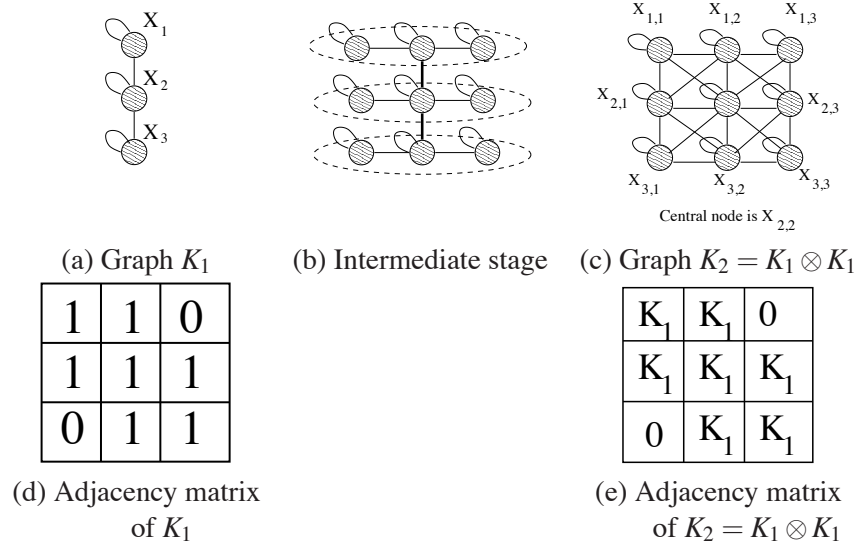 X1
X2
X3
X1,1
X1,2
X1,3
X2,1
X2,3
X3,1
X3,2
X3,3
Central node is X2,2
(a) Graph K1
(b) Intermediate stage
(c) Graph K2 = K1 ⊗ K1
1 1 0
1 1 1
0 1 1
K1 K1 0
K1 K1 K1
0 K1 K1
(d) Adjacency matrix
of K1
(e) Adjacency matrix
of K2 = K1 ⊗ K1